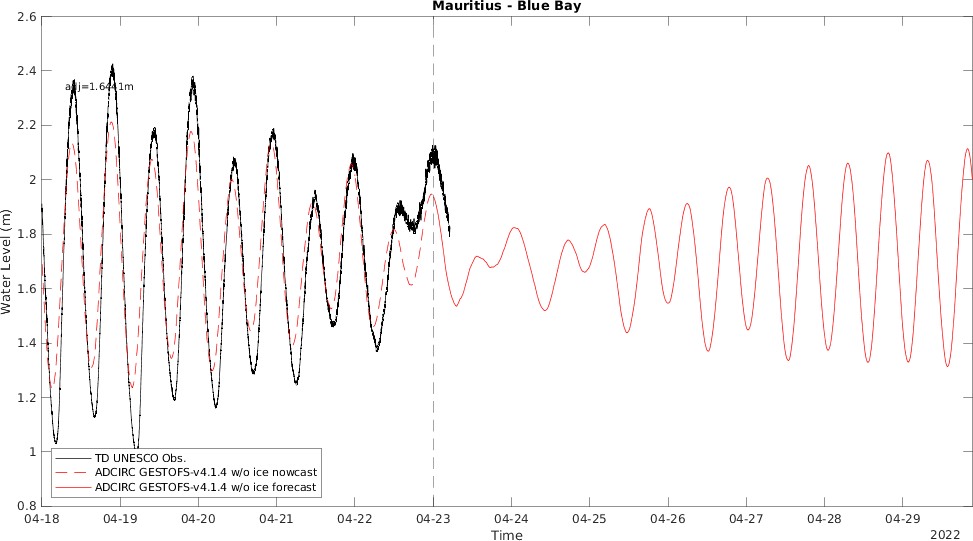 Mauritius - Blue Bay
2.6
2.4
adj=1.6441m
2.2
2
1.8
1.6
1.4
1.2
1
0.8
Water Level (m)
TD UNESCO Obs.
ADCIRC GESTOFS-v4.1.4 w/o ice nowcast
ADCIRC GESTOFS-v4.1.4 w/o ice forecast
04-18 04-19 04-20 04-21 04-22 04-23 04-24 04-25 04-26 04-27 04-28 04-29
Time
2022